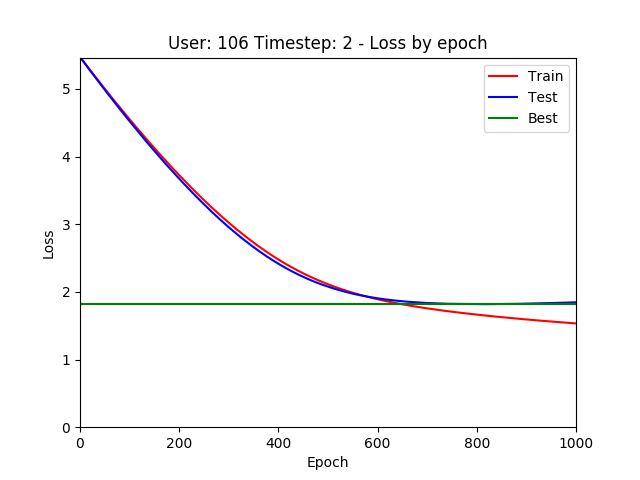 User: 106 Timestep: 2 - Loss by epoch
Train
Test
Best
5
4
3
2
1
0
Loss
0 200 400 600 800 1000
Epoch